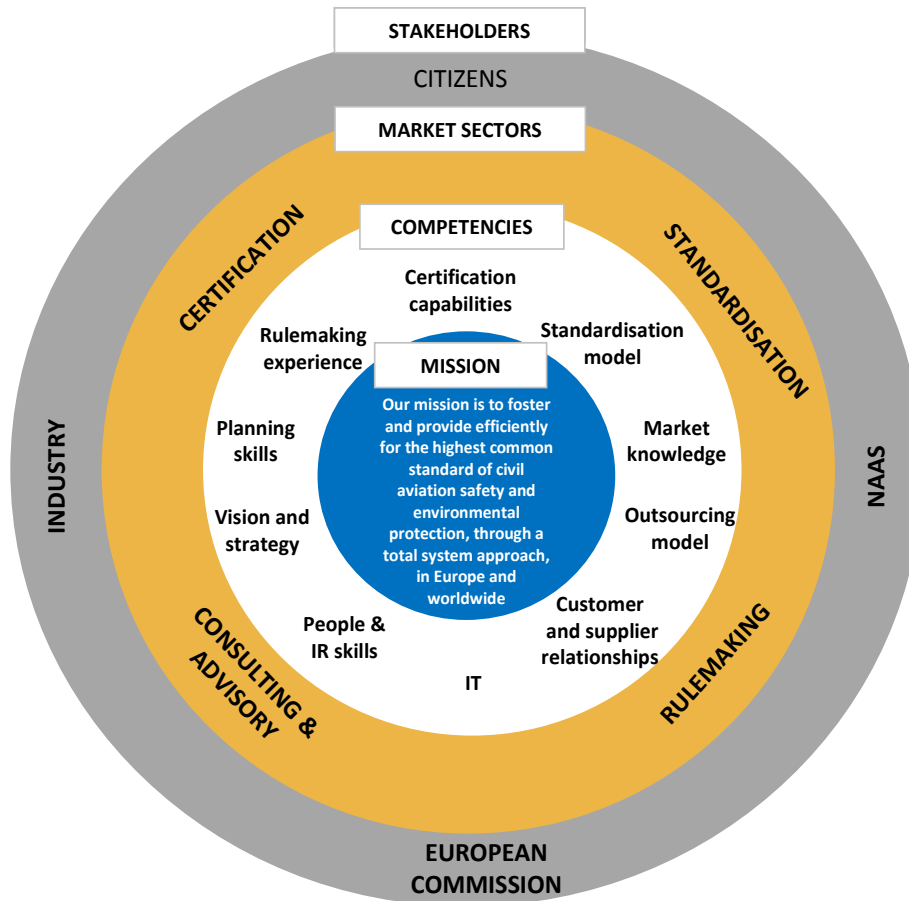 STAKEHOLDERS
CITIZENS
MARKET SECTORS
CERTIFICATION
STANDARDISATION
COMPETENCIES
Certification
capabilities
Rulemaking
experience
Standardisation
model
MISSION
Our mission is to foster
and provide efficiently
for the highest common
standard of civil
aviation safety and
environmental
protection, through a
total system approach,
in Europe and
worldwide
Planning
skills
Market
knowledge
INDUSTRY
NAAS
Vision and
strategy
Outsourcing
model
People &
IR skills
Customer
and supplier
relationships
IT
CONSULTING &
ADVISORY
RULEMAKING
EUROPEAN
COMMISSION